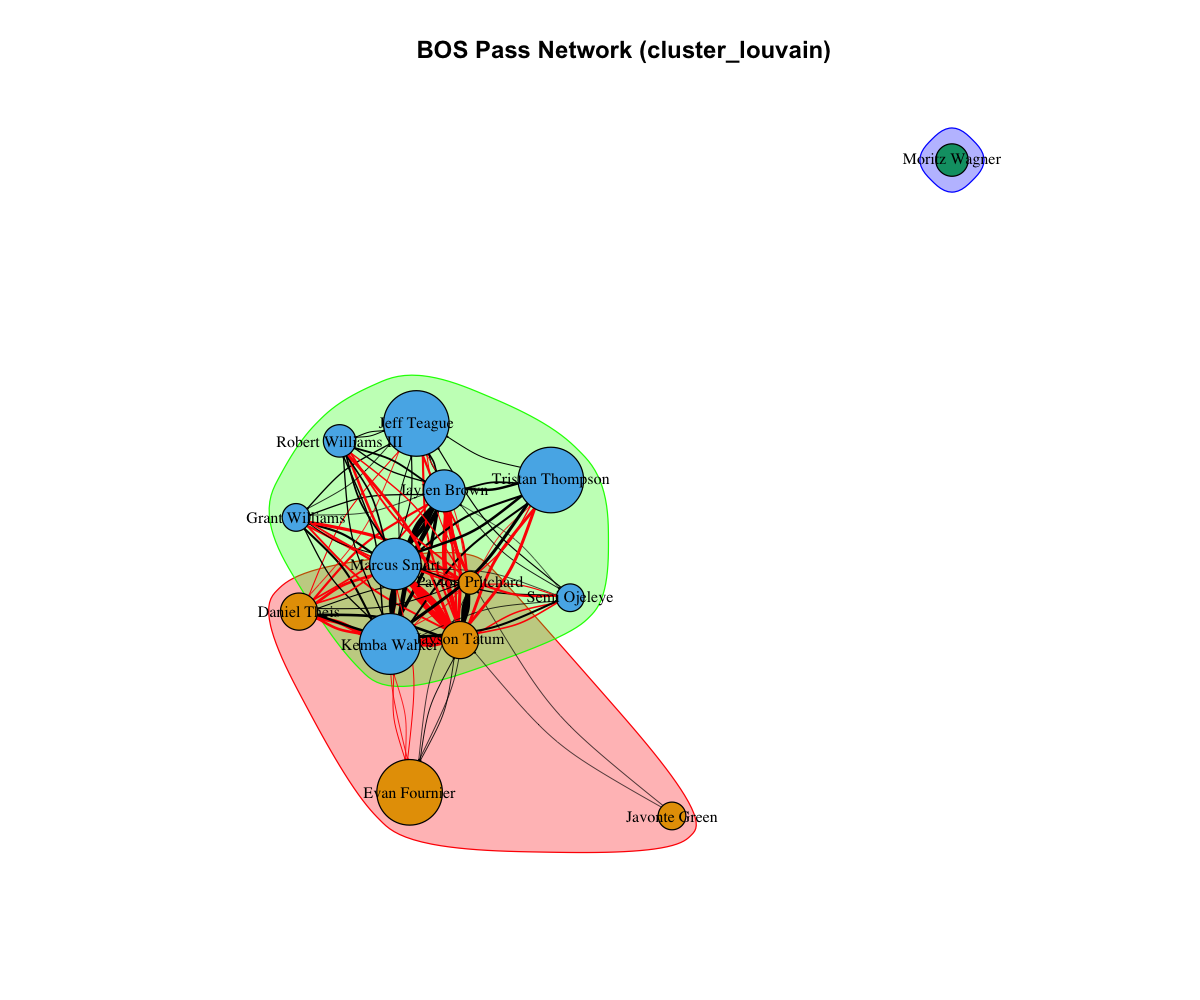 BOS Pass Network (cluster_louvain)
Moritz Wagner
Jeff Teague
Robert Williams III
Tristan Thompson
Jaylen Brown
Grant Williams
Marcus Smart
Payton Pritchard
Semi Ojeleye
Daniel Theis
Kemba Walker
Jayson Tatum
Evan Fournier
Javonte Green